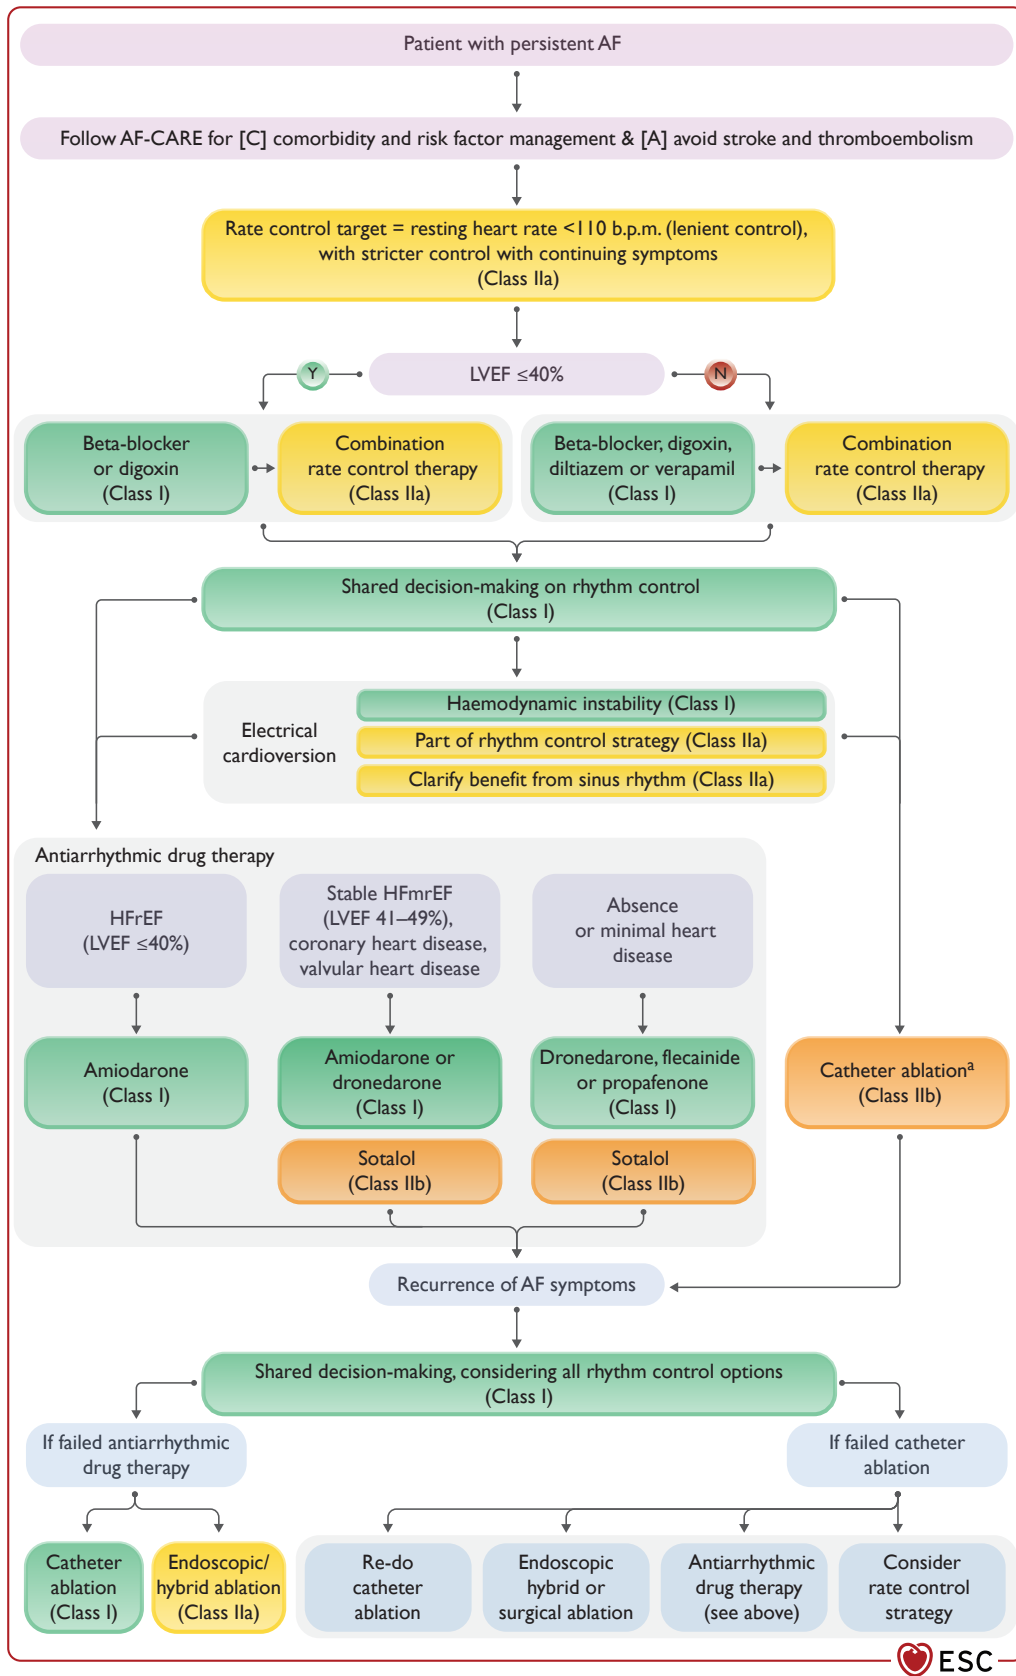 Patient with persistent AF
Follow AF-CARE for [C] comorbidity and risk factor management & [A] avoid stroke and thromboembolism
Rate control target = resting heart rate <110 b.p.m. (lenient control),
with stricter control with continuing symptoms
(Class IIa)
Y
LVEF ≤40%
N
Beta-blocker
or digoxin
(Class I)
Combination
rate control therapy
(Class IIa)
Beta-blocker, digoxin,
diltiazem or verapamil
(Class I)
Combination
rate control therapy
(Class IIa)
Shared decision-making on rhythm control
(Class I)
Electrical
cardioversion
Haemodynamic instability (Class I)
Part of rhythm control strategy (Class IIa)
Clarify benefit from sinus rhythm (Class IIa)
Antiarrhythmic drug therapy
HFrEF
(LVEF ≤40%)
Stable HFmrEF
(LVEF 41–49%),
coronary heart disease,
valvular heart disease
Absence
or minimal heart
disease
Amiodarone
(Class I)
Amiodarone or
dronedarone
(Class I)
Dronedarone, flecainide
or propafenone
(Class I)
Catheter ablationᵃ
(Class IIb)
Sotalol
(Class IIb)
Sotalol
(Class IIb)
Recurrence of AF symptoms
Shared decision-making, considering all rhythm control options
(Class I)
If failed antiarrhythmic
drug therapy
If failed catheter
ablation
Catheter
ablation
(Class I)
Endoscopic/
hybrid ablation
(Class IIa)
Re-do
catheter
ablation
Endoscopic
hybrid or
surgical ablation
Antiarrhythmic
drug therapy
(see above)
Consider
rate control
strategy
ESC